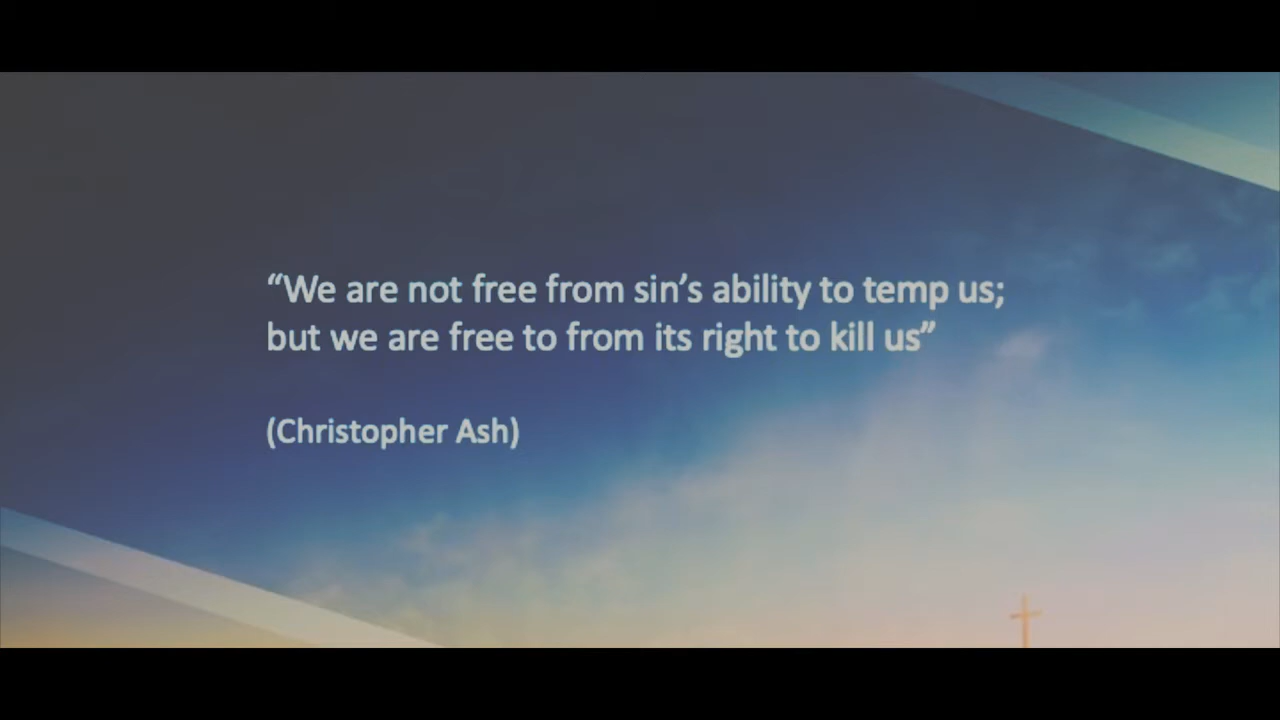 “We are not free from sin’s ability to temp us;
but we are free to from its right to kill us”
(Christopher Ash)